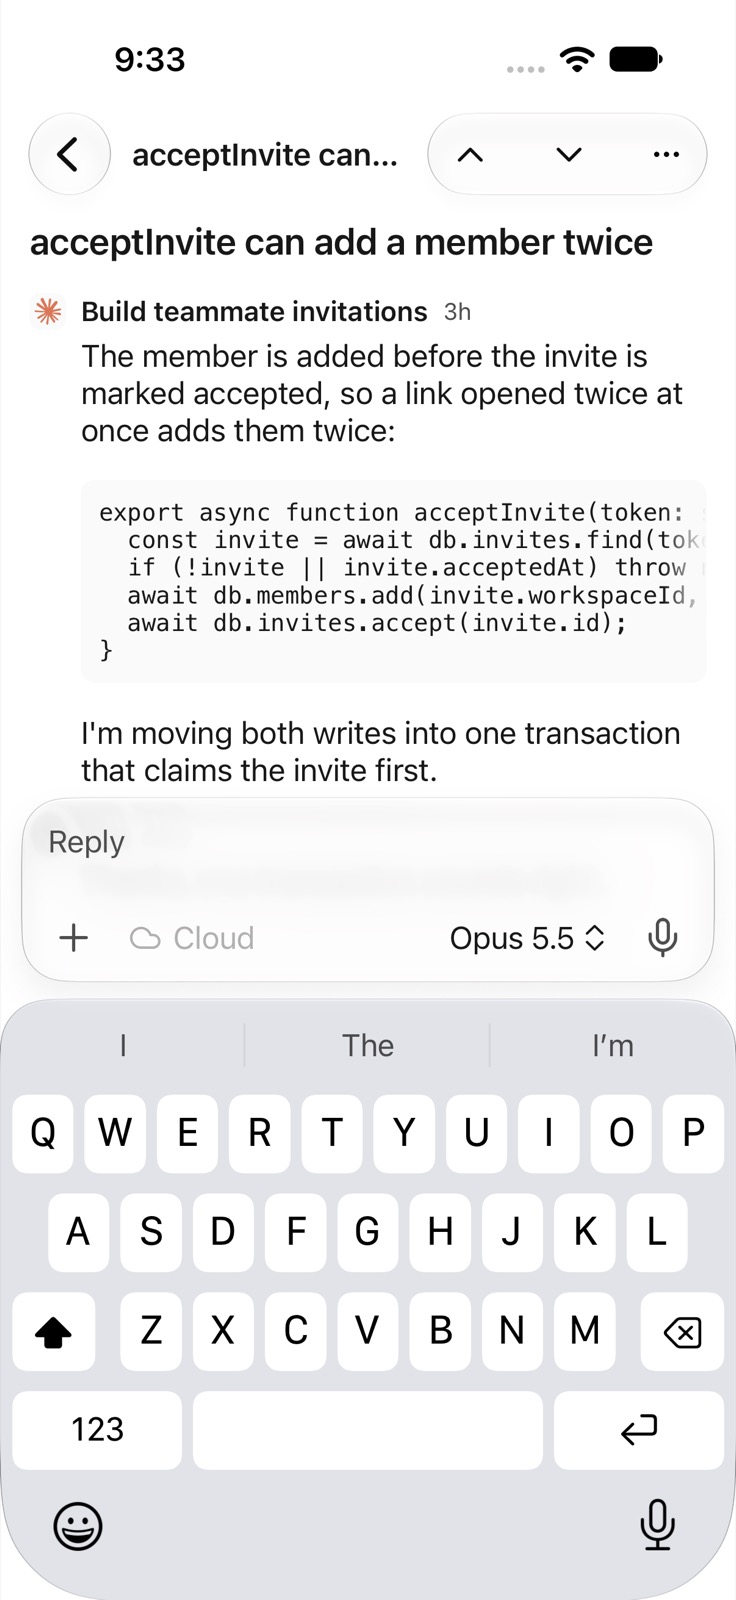 9:33
acceptInvite can...
acceptInvite can add a member twice
Build teammate invitations 3h
The member is added before the invite is
marked accepted, so a link opened twice at
once adds them twice:
export async function acceptInvite(token:
const invite = await db.invites.find(tok
if (!invite || invite.acceptedAt) throw
await db.members.add(invite.workspaceId,
await db.invites.accept(invite.id);
}
I'm moving both writes into one transaction
that claims the invite first.
Reply
Cloud
Opus 5.5
I
The
I’m
Q W E R T Y U I O P
A S D F G H J K L
Z X C V B N M
123